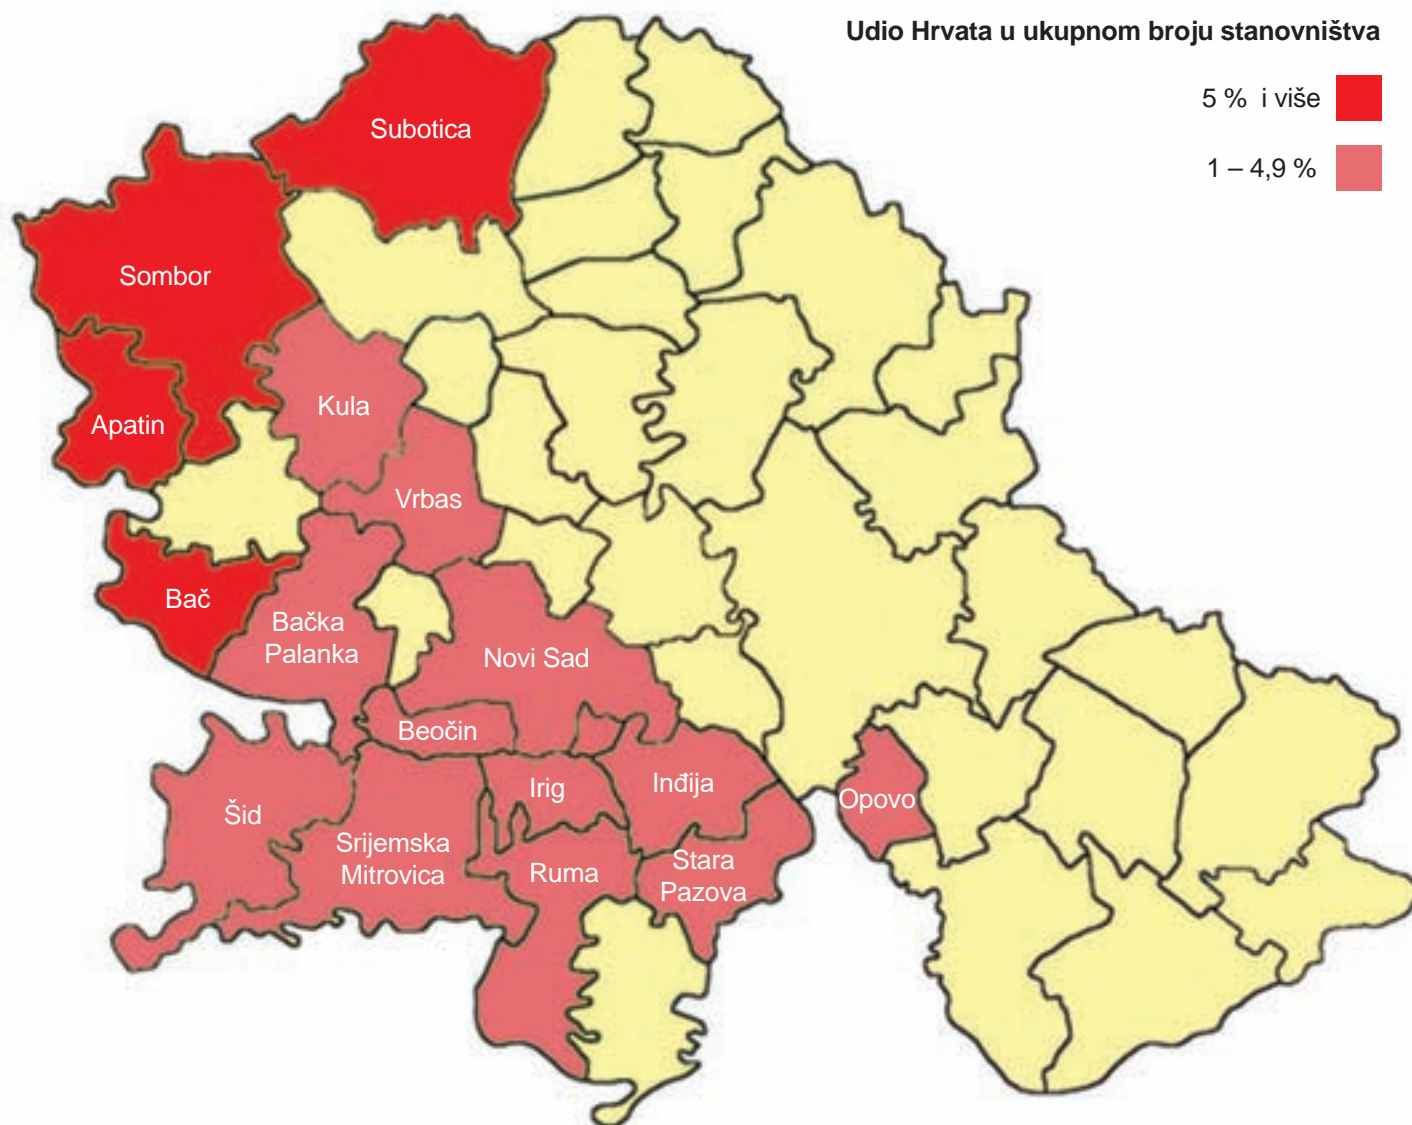 Udio Hrvata u ukupnom broju stanovništva
5 % i više
1 – 4,9 %
Subotica
Sombor
Apatin
Kula
Vrbas
Bač
Bačka
Palanka
Novi Sad
Beočin
Šid
Srijemska
Mitrovica
Irig
Ruma
Inđija
Stara
Pazova
Opovo